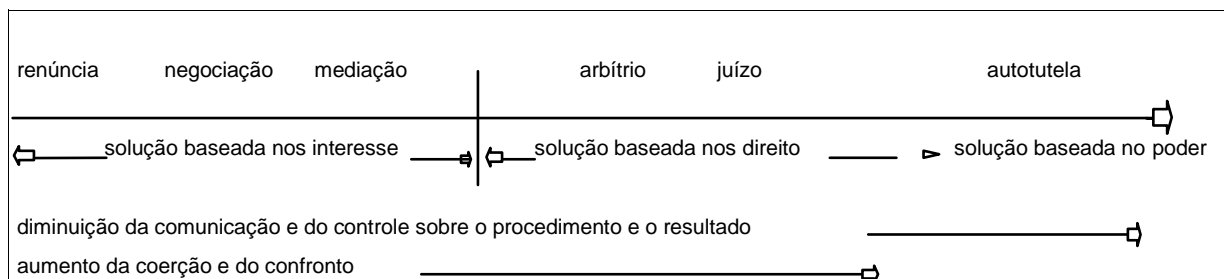 renúncia negociação mediação arbítrio juízo autotutela
solução baseada nos interesse solução baseada nos direito solução baseada no poder
diminuição da comunicação e do controle sobre o procedimento e o resultado
aumento da coerção e do confronto